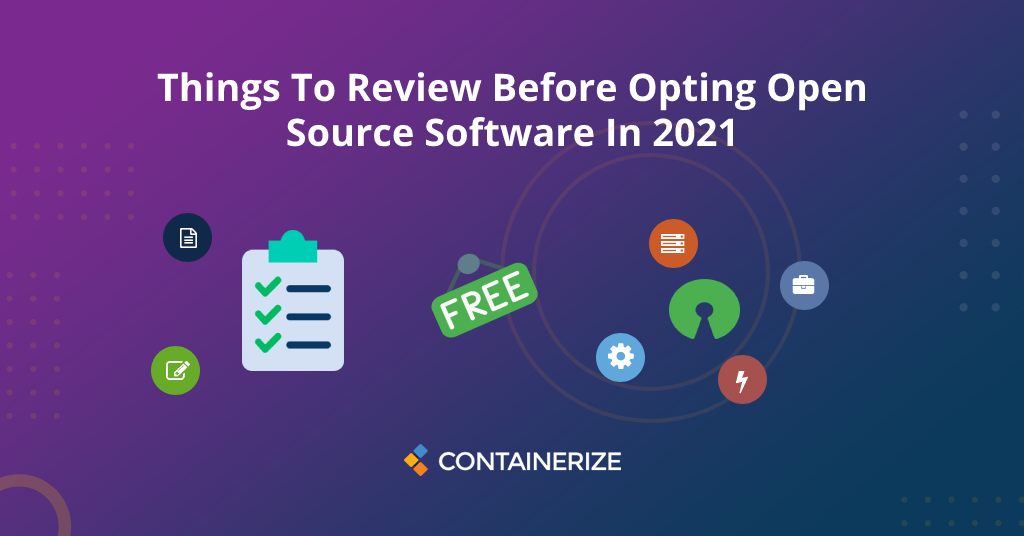 Things To Review Before Opting Open
Source Software In 2021
FREE
CONTAINERIZE